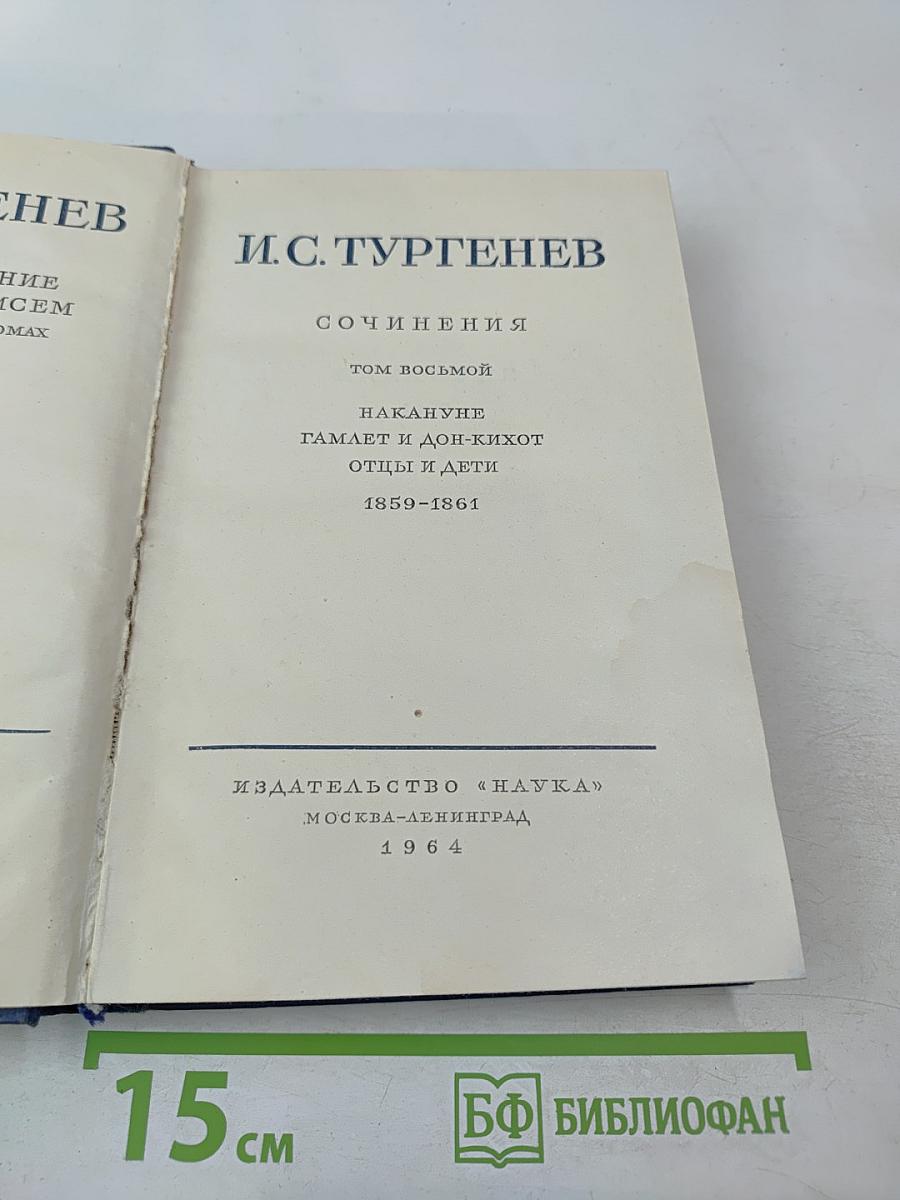 ЕНЕВ
НИЕ
ИСЕМ
ОМАХ
И.С. ТУРГЕНЕВ
СОЧИНЕНИЯ
ТОМ ВОСЬМОЙ
НАКАНУНЕ
ГАМЛЕТ И ДОН-КИХОТ
ОТЦЫ И ДЕТИ
1859–1861
ИЗДАТЕЛЬСТВО «НАУКА»
МОСКВА–ЛЕНИНГРАД
1964
15 см
БФ БИБЛИОФАН